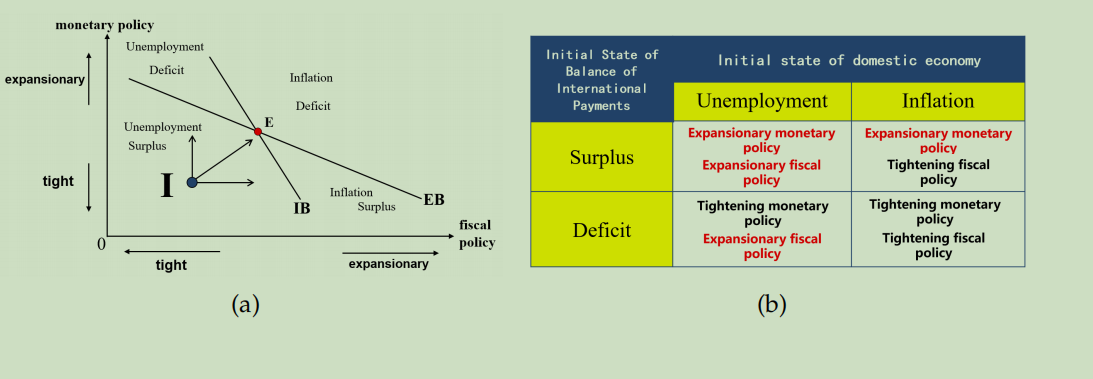 monetary policy
Unemployment
Deficit
expansionary
Inflation
Deficit
E
Unemployment
Surplus
I
tight
Inflation
Surplus
IB
EB
fiscal
policy
0
tight
expansionary
(a)
Initial State of
Balance of
International
Payments
Initial state of domestic economy
Unemployment
Inflation
Surplus
Expansionary monetary
policy
Expansionary fiscal
policy
Expansionary monetary
policy
Tightening fiscal
policy
Deficit
Tightening monetary
policy
Expansionary fiscal
policy
Tightening monetary
policy
Tightening fiscal
policy
(b)